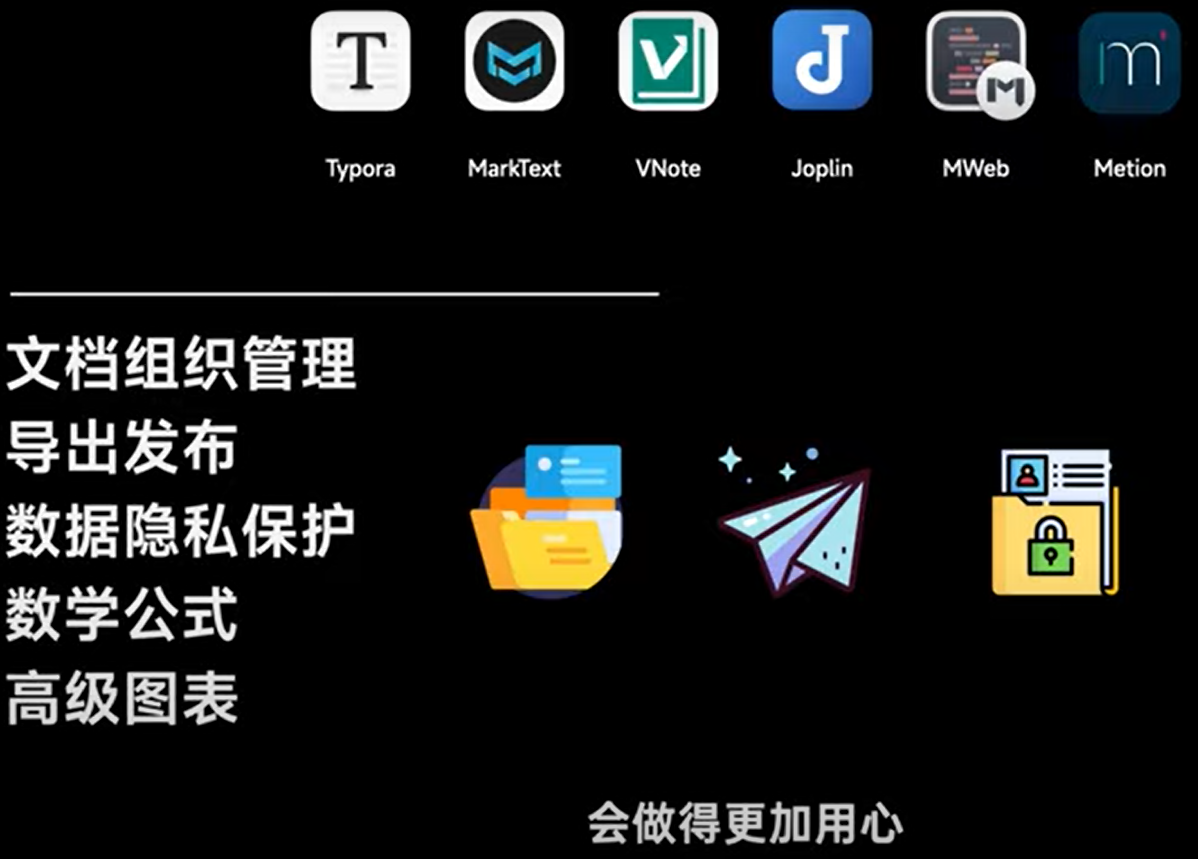 Typora MarkText VNote Joplin MWeb Metion
文档组织管理
导出发布
数据隐私保护
数学公式
高级图表
会做得更加用心